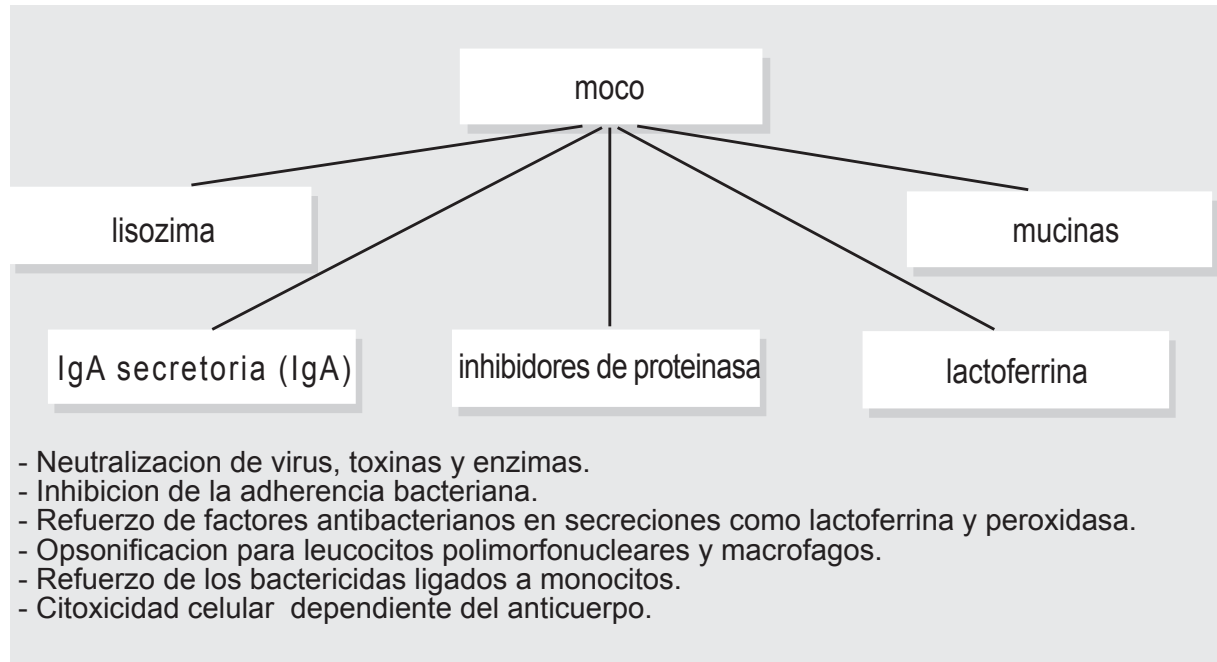 moco
lisozima
mucinas
IgA secretoria (IgA)
inhibidores de proteinasa
lactoferrina
- Neutralizacion de virus, toxinas y enzimas.
- Inhibicion de la adherencia bacteriana.
- Refuerzo de factores antibacterianos en secreciones como lactoferrina y peroxidasa.
- Opsonificacion para leucocitos polimorfonucleares y macrofagos.
- Refuerzo de los bactericidas ligados a monocitos.
- Citoxicidad celular  dependiente del anticuerpo.